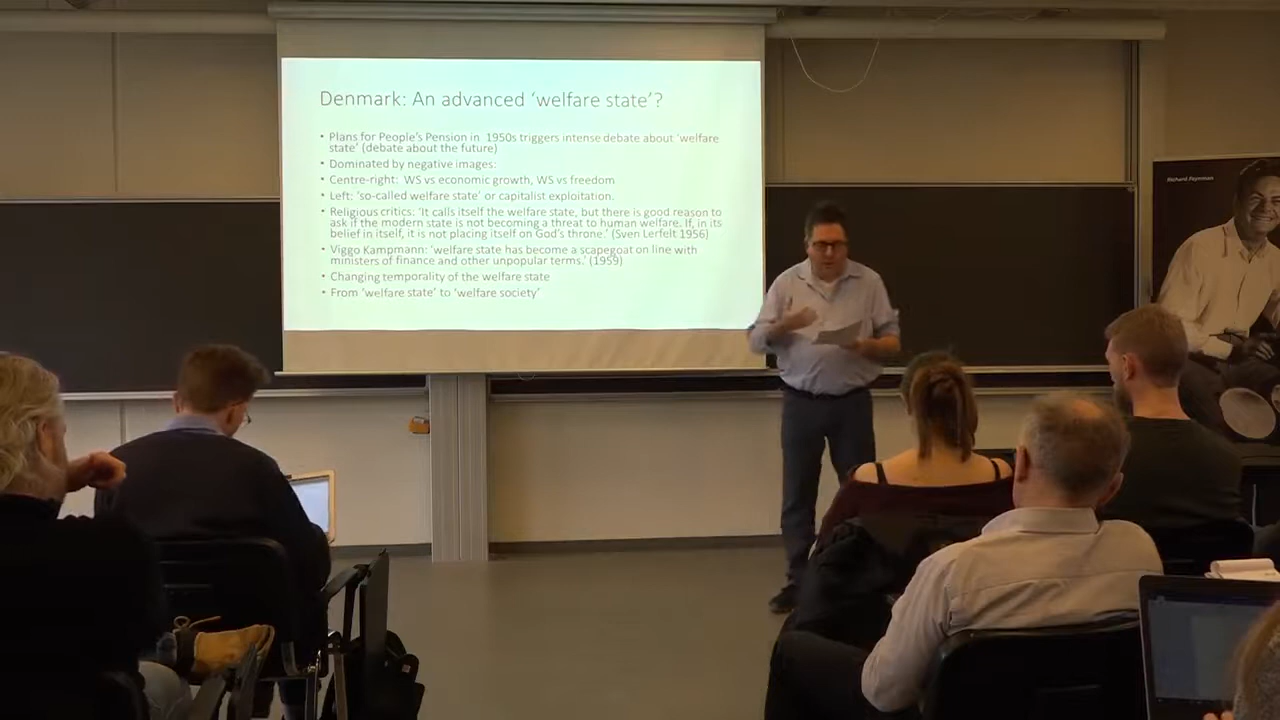 Denmark: An advanced ‘welfare state’?
• Plans for People’s Pension in 1950s triggers intense debate about ‘welfare
state’ (debate about the future)
• Dominated by negative images:
• Centre-right: WS vs economic growth, WS vs freedom
• Left: ‘so-called welfare state’ or capitalist exploitation.
• Religious critics: ‘It calls itself the welfare state, but there is good reason to
ask if the modern state is not becoming a threat to human welfare. If, in its
belief in itself, it is not placing itself on God’s throne.’ (Sven Lerfelt 1956)
• Viggo Kampmann: ‘welfare state has become a scapegoat on line with
ministers of finance and other unpopular terms.’ (1959)
• Changing temporality of the welfare state
• From ‘welfare state’ to ‘welfare society’
Richard Feynman